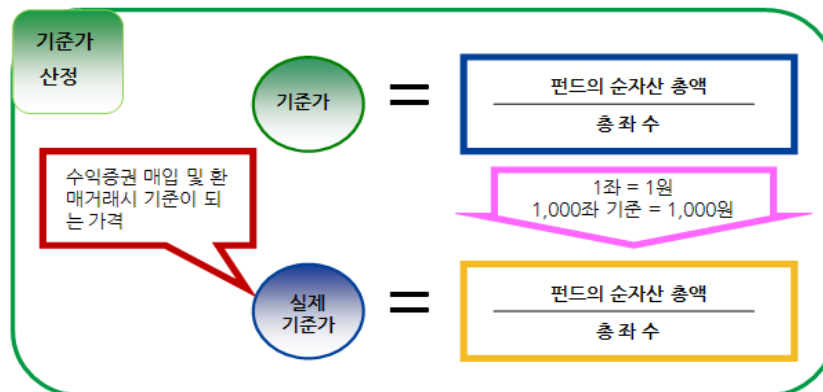 기준가
산정
기준가
=
펀드의 순자산 총액
총 좌 수
수익증권 매입 및 환
매거래시 기준이 되
는 가격
1좌 = 1원
1,000좌 기준 = 1,000원
실제
기준가
=
펀드의 순자산 총액
총 좌 수